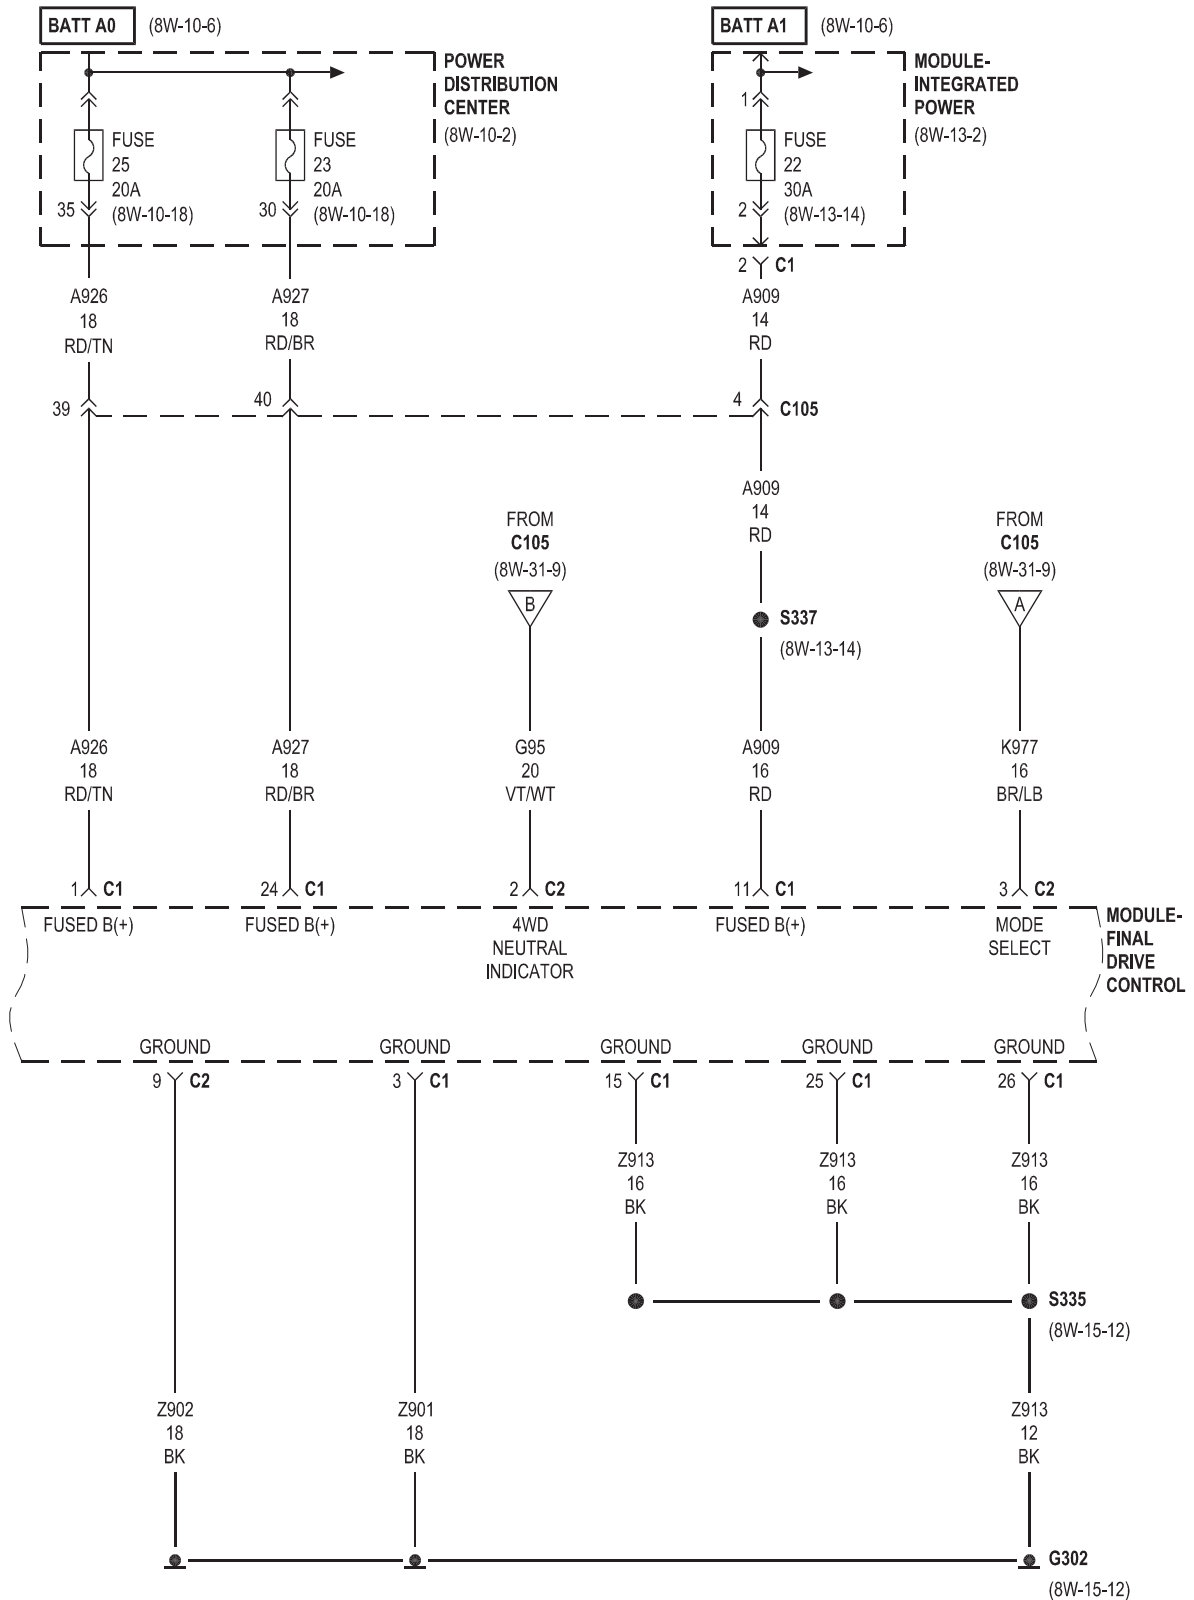 BATT A0 (8W-10-6)
BATT A1 (8W-10-6)
POWER
DISTRIBUTION
CENTER
(8W-10-2)
MODULE-
INTEGRATED
POWER
(8W-13-2)
FUSE
25
20A
(8W-10-18)
35
FUSE
23
20A
(8W-10-18)
30
1
FUSE
22
30A
(8W-13-14)
2
2 C1
A926
18
RD/TN
A927
18
RD/BR
A909
14
RD
39
40
4 C105
A909
14
RD
FROM
C105
(8W-31-9)
B
FROM
C105
(8W-31-9)
A
S337
(8W-13-14)
A926
18
RD/TN
A927
18
RD/BR
G95
20
VT/WT
A909
16
RD
K977
16
BR/LB
1 C1
24 C1
2 C2
11 C1
3 C2
FUSED B(+)
FUSED B(+)
4WD
NEUTRAL
INDICATOR
FUSED B(+)
MODE
SELECT
MODULE-
FINAL
DRIVE
CONTROL
GROUND
GROUND
GROUND
GROUND
GROUND
9 C2
3 C1
15 C1
25 C1
26 C1
Z913
16
BK
Z913
16
BK
Z913
16
BK
S335
(8W-15-12)
Z902
18
BK
Z901
18
BK
Z913
12
BK
G302
(8W-15-12)